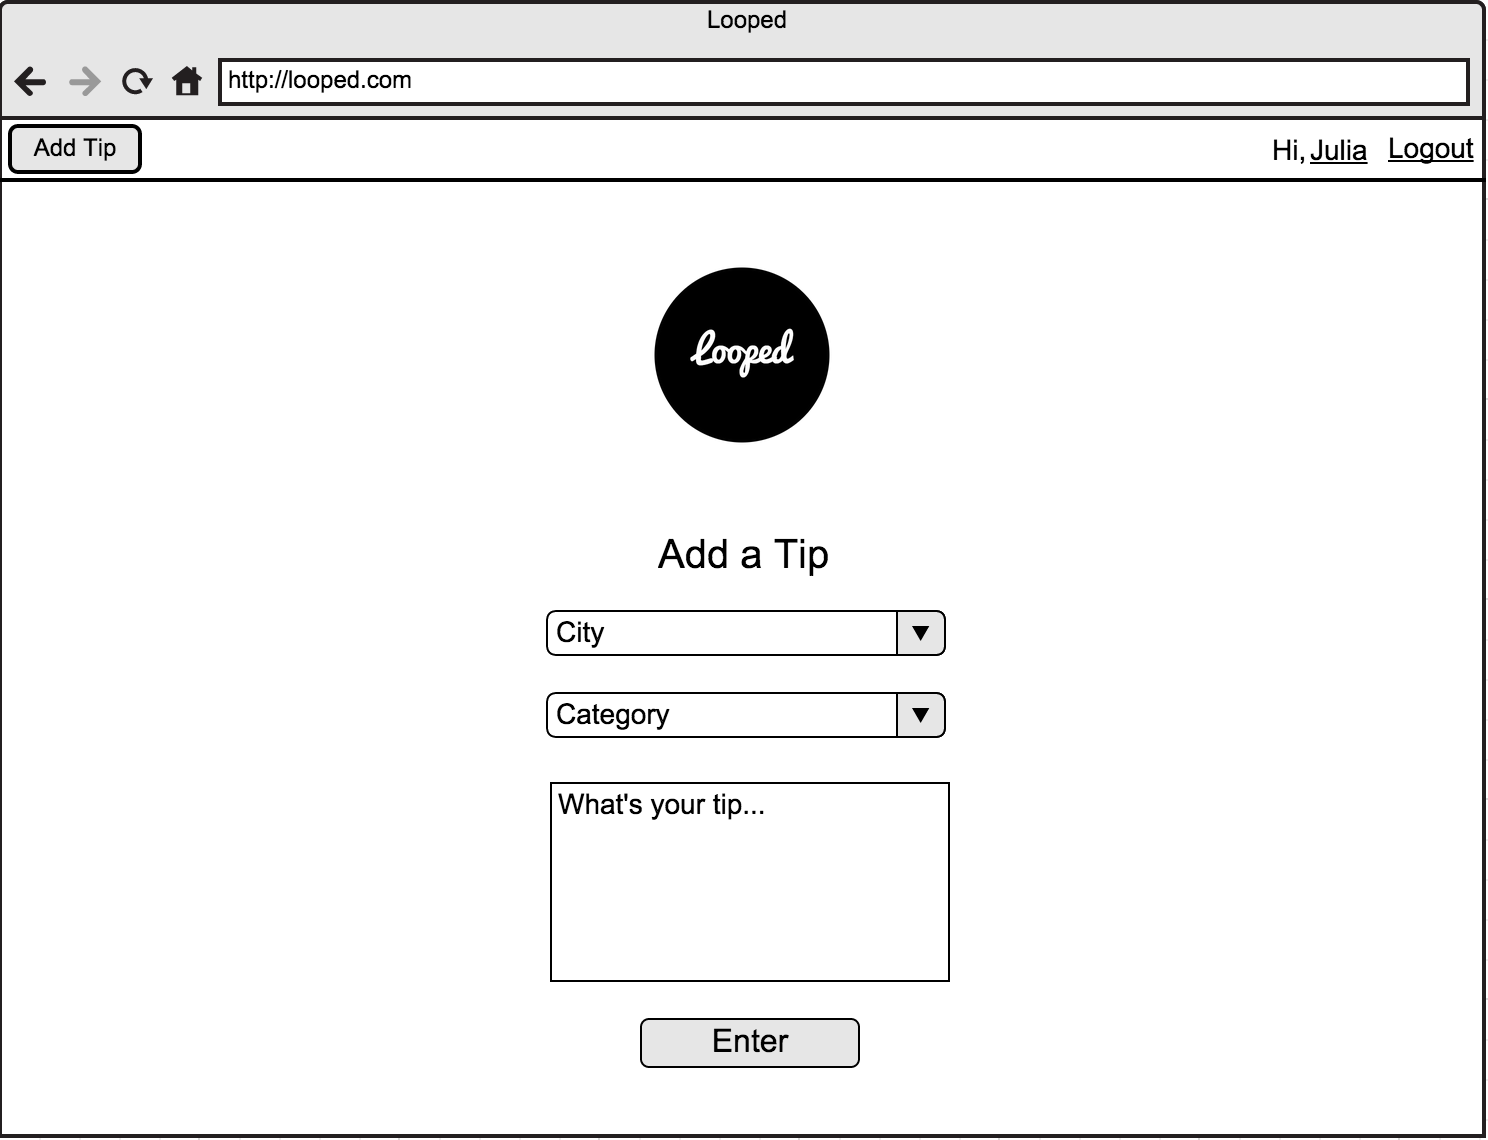 Looped
http://looped.com
Add Tip
Hi, Julia Logout
Looped
Add a Tip
City
Category
What's your tip...
Enter